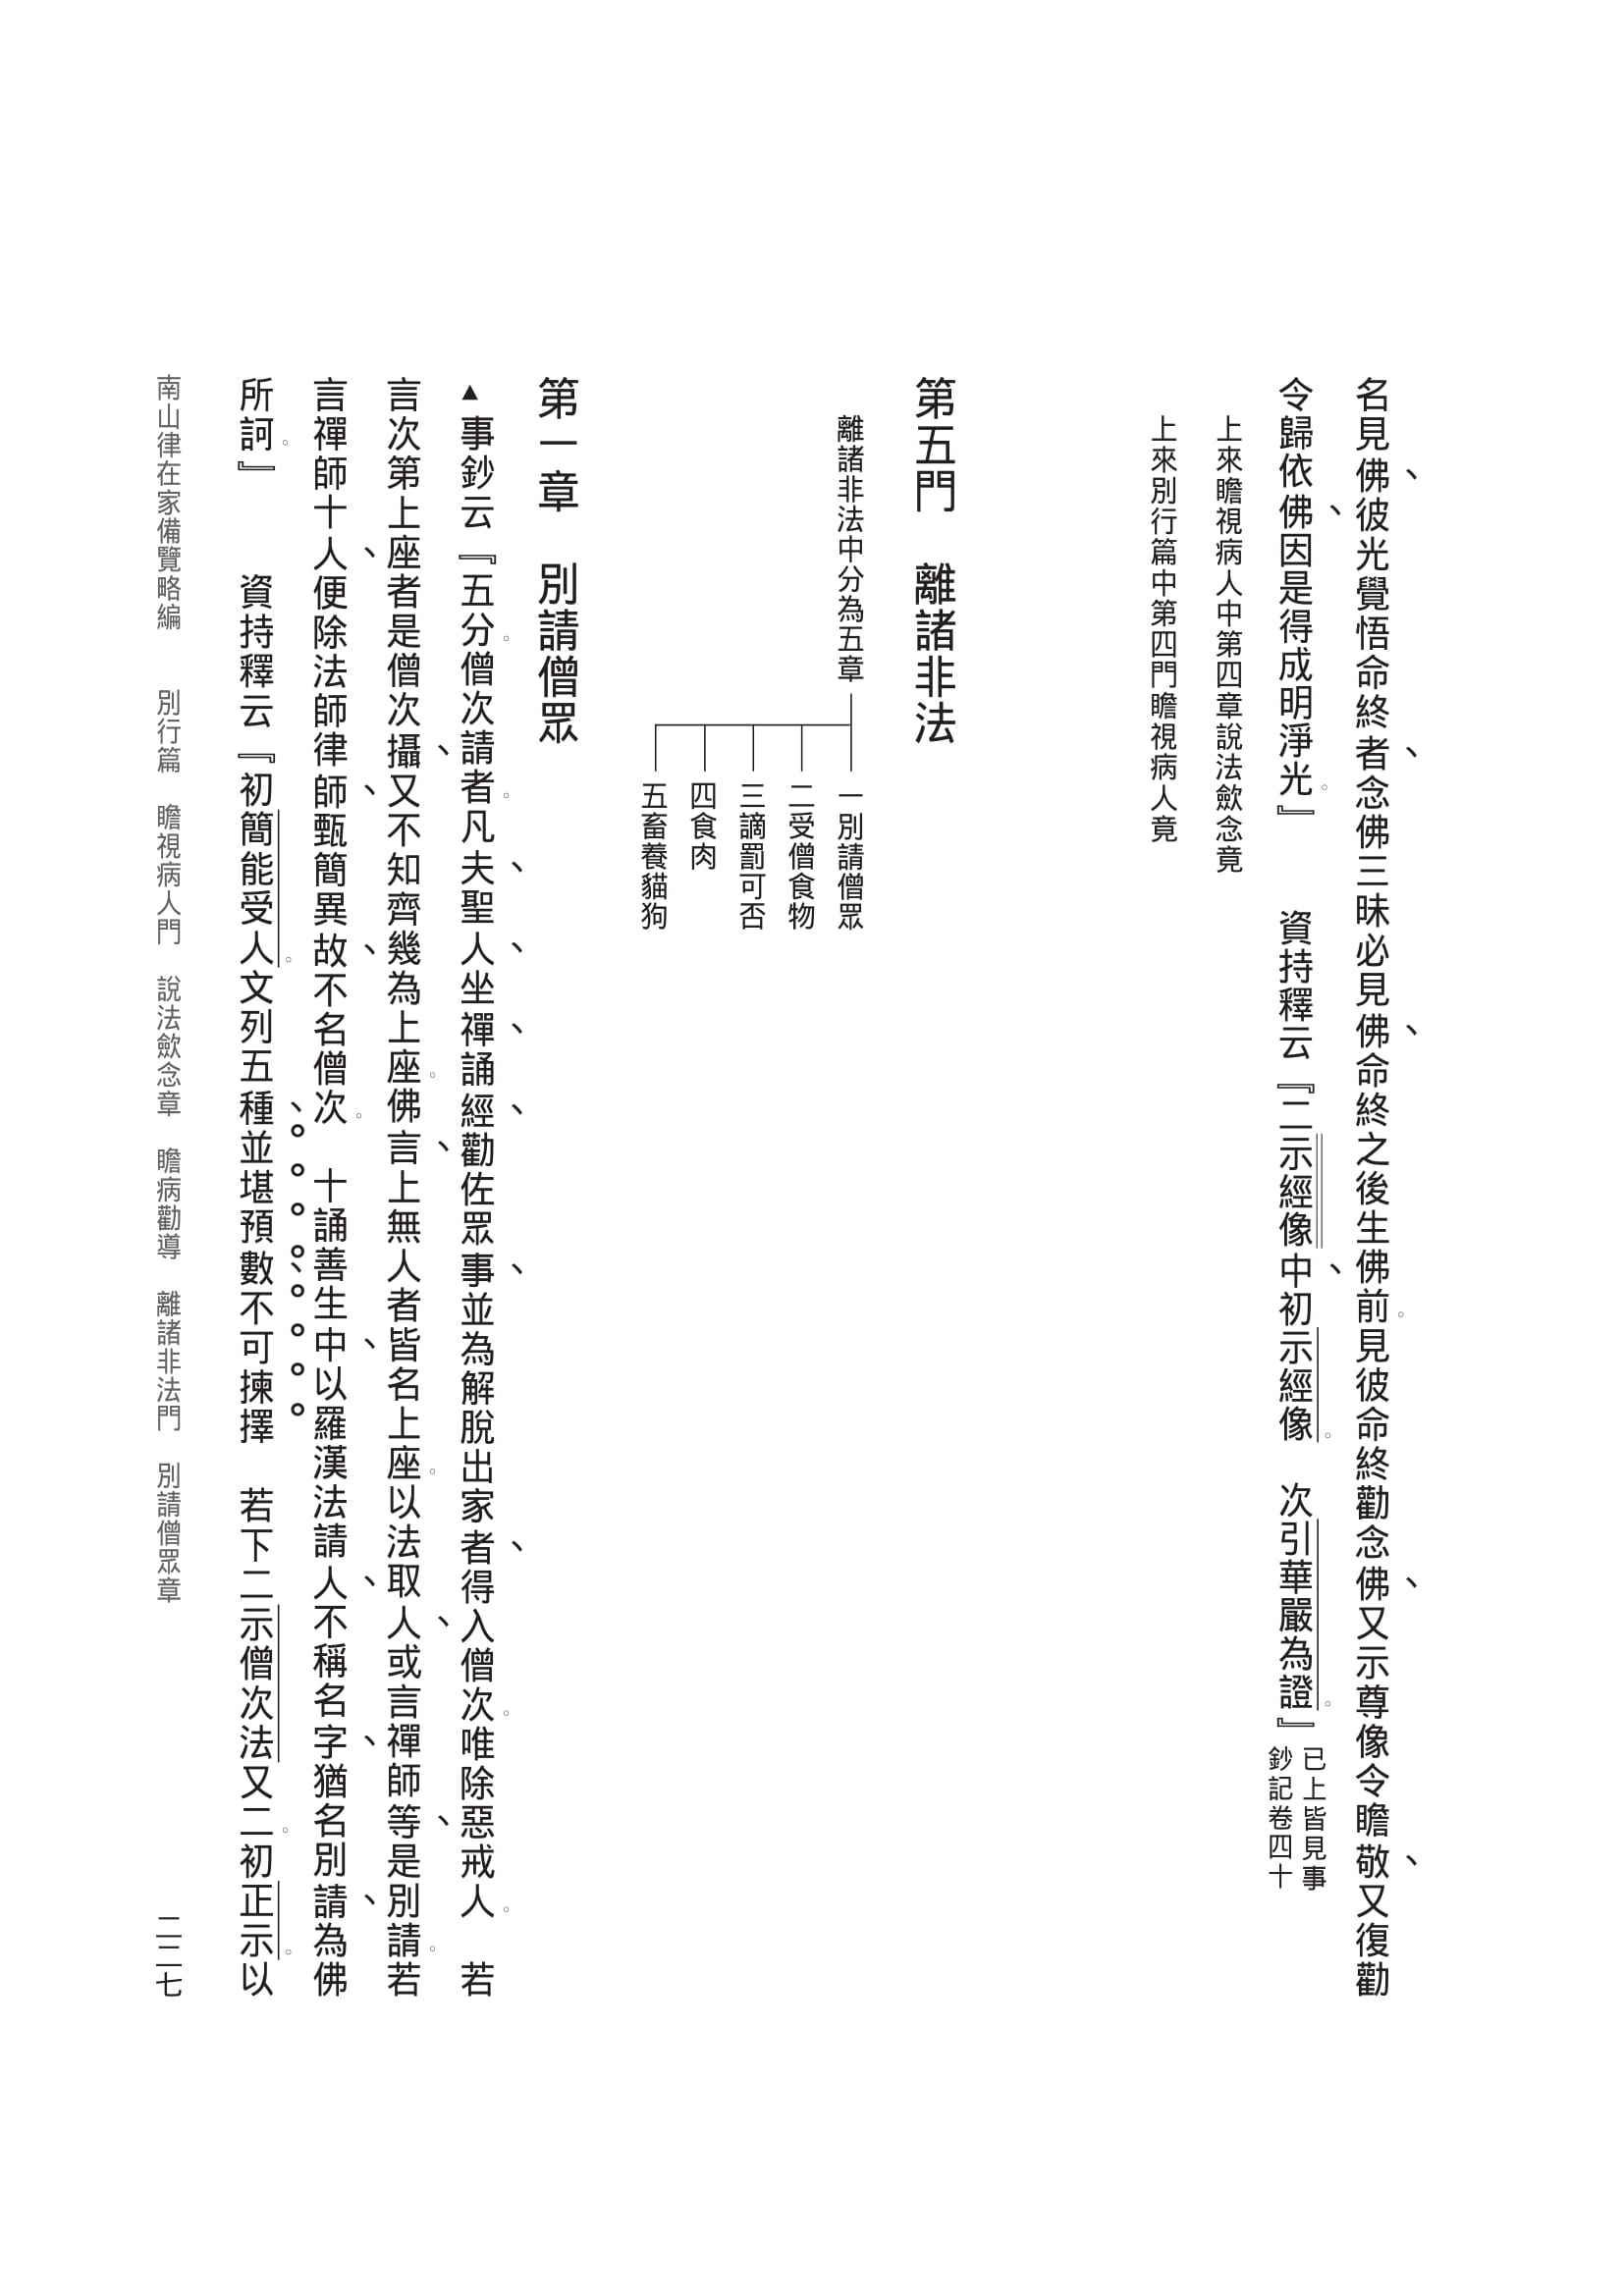 名見佛、彼光覺悟命終者、念佛三昧必見佛、命終之後生佛前。見彼命終勸念佛、又示尊像令瞻敬、又復勸
令歸依佛、因是得成明淨光。』　　資持釋云『二示經像中、初示經像。　次引華嚴為證。』已上皆見事鈔記卷四十
上來瞻視病人中第四章說法歛念竟
上來別行篇中第四門瞻視病人竟
第五門　離諸非法
離諸非法中分為五章
一別請僧眾
二受僧食物
三謫罰可否
四食肉
五畜養貓狗
第一章　別請僧眾
▲事鈔云『五分。僧次請者。凡夫、聖人、坐禪、誦經、勸佐眾事、並為解脫出家者、得入僧次。唯除惡戒人。　若
言次第上座者是僧次攝、又不知齊幾為上座。佛言、上無人者皆名上座。以法取人、或言禪師等、是別請。若
言禪師十人、便除法師律師、甄簡異故、不名僧次。　十誦善生中、以羅漢法請人、不稱名字、猶名別請、為佛
所訶。』　　資持釋云『初簡能受人。文列五種、並堪預數、不可揀擇　若下二示僧次法又二。初正示。以
南山律在家備覽略編　　別行篇　瞻視病人門　說法歛念章　瞻病勸導　離諸非法門　別請僧眾章
二二七